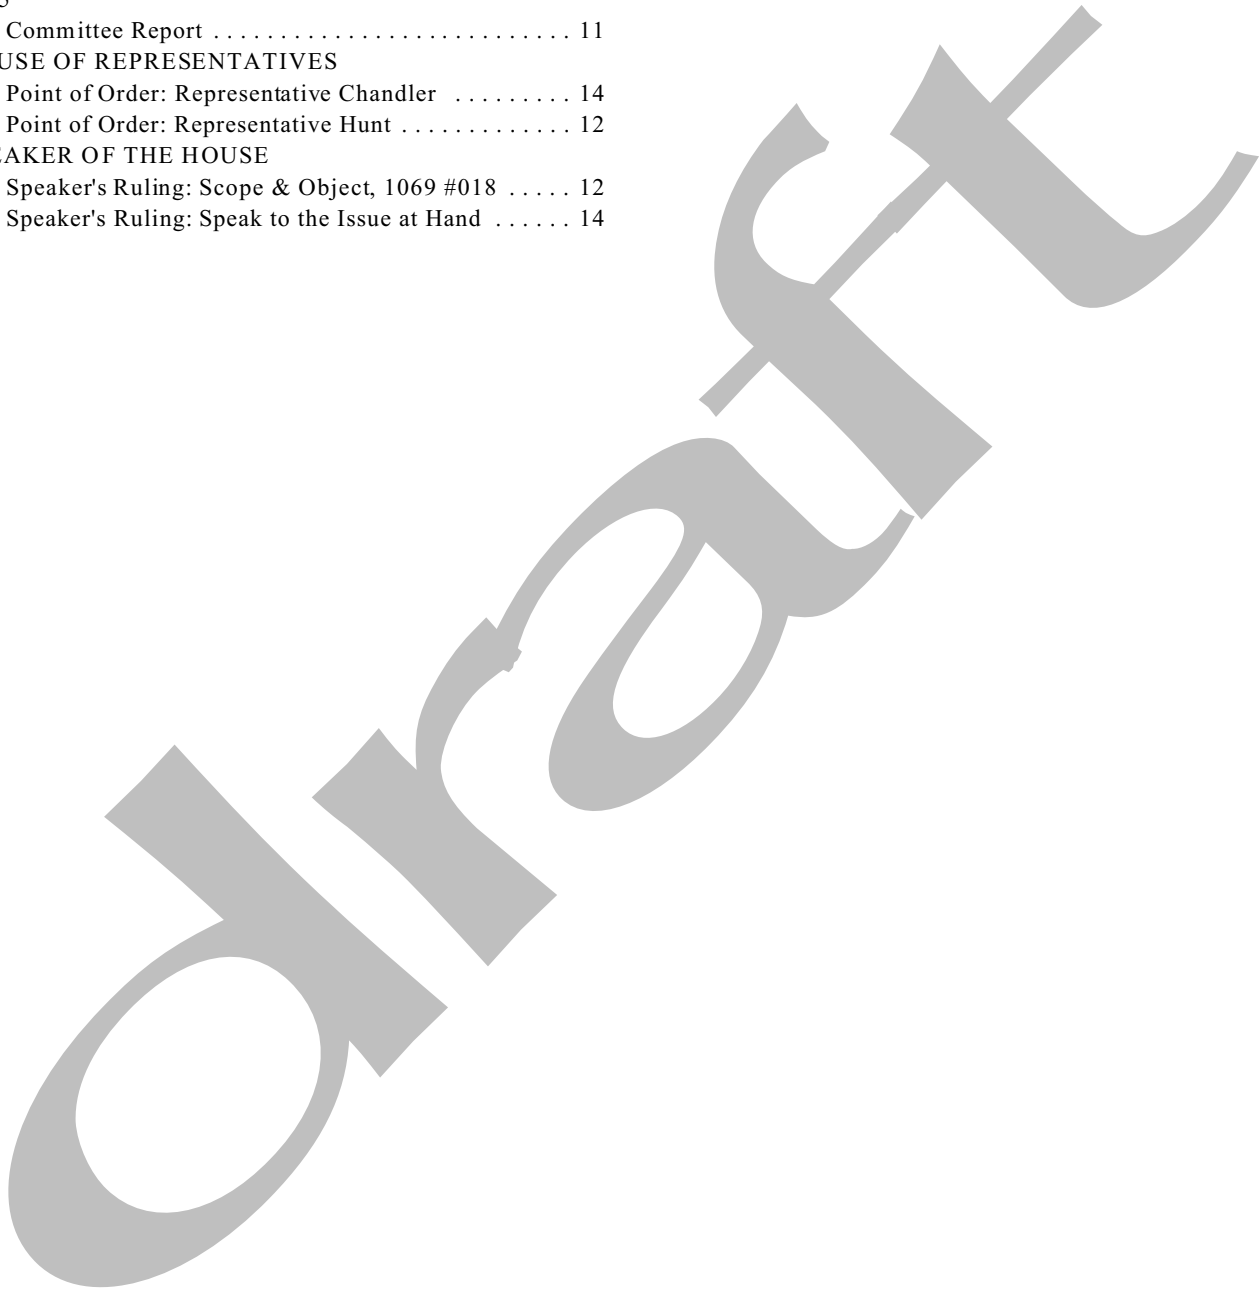 Committee Report . . . . . . . . . . . . . . . . . . . . . . . . . . . 11
USE OF REPRESENTATIVES
Point of Order: Representative Chandler . . . . . . . . . 14
Point of Order: Representative Hunt . . . . . . . . . . . . . 12
EAKER OF THE HOUSE
Speaker's Ruling: Scope & Object, 1069 #018 . . . . . 12
Speaker's Ruling: Speak to the Issue at Hand . . . . . . 14
draft